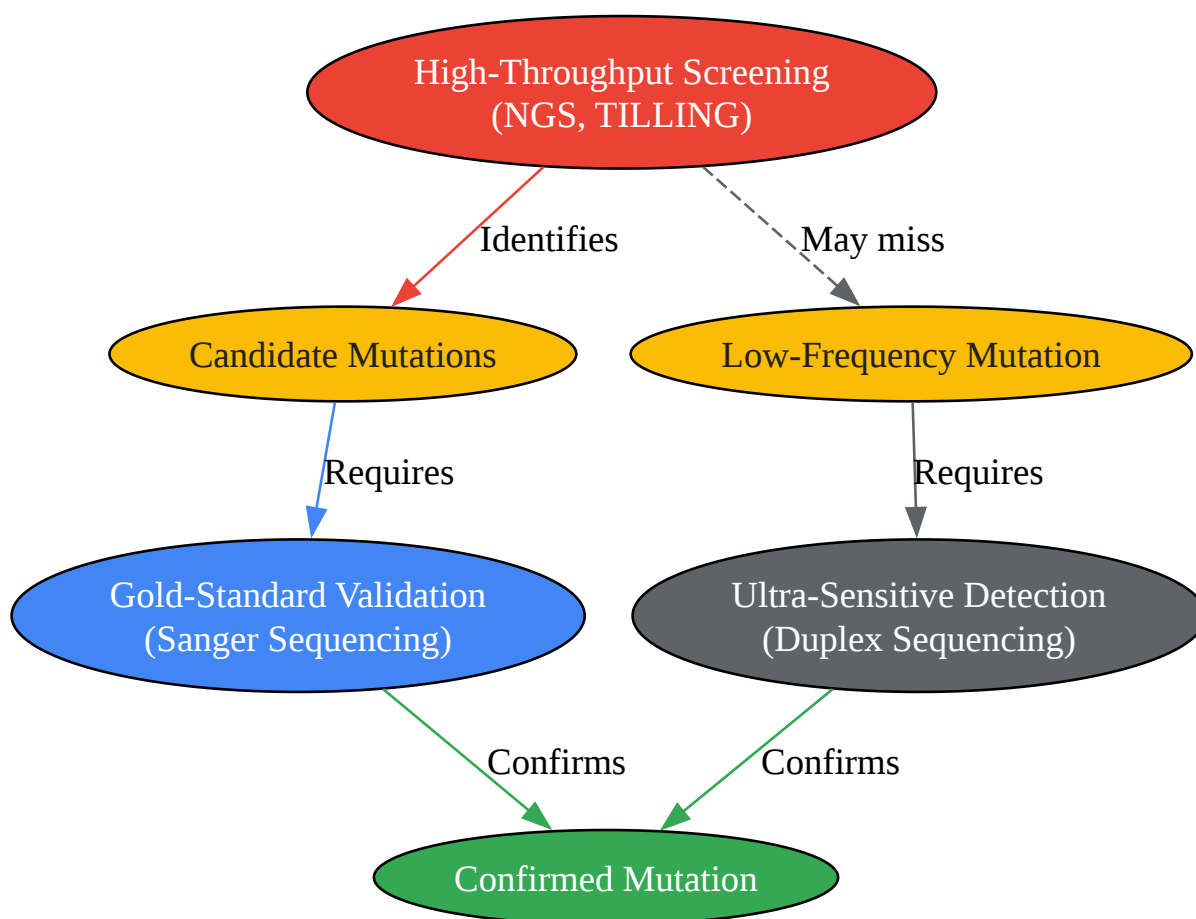 High-Throughput Screening
(NGS, TILLING)
Identifies
May miss
Candidate Mutations
Low-Frequency Mutation
Requires
Requires
Gold-Standard Validation
(Sanger Sequencing)
Ultra-Sensitive Detection
(Duplex Sequencing)
Confirms
Confirms
Confirmed Mutation